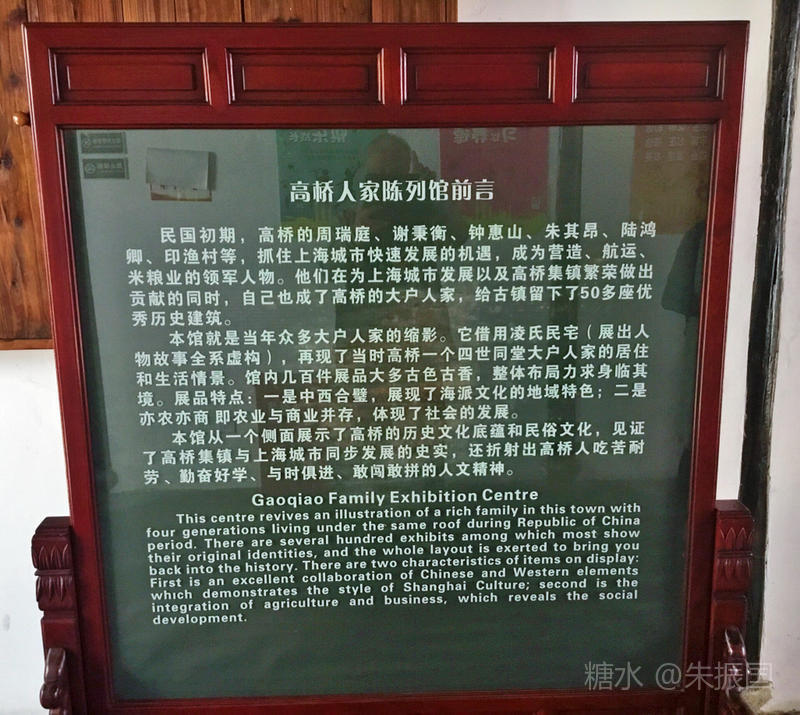 高桥人家陈列馆前言
民国初期，高桥的周瑞庭、谢秉衡、钟惠山、朱其昂、陆鸿
卿、印渔村等，抓住上海城市快速发展的机遇，成为营造、航运、
米粮业的领军人物。他们在为上海城市发展以及高桥集镇繁荣做出
贡献的同时，自己也成了高桥的大户人家，给古镇留下了50多座优
秀历史建筑。
本馆就是当年众多大户人家的缩影。它借用凌氏民宅（展出人
物故事全系虚构），再现了当时高桥一个四世同堂大户人家的居住
和生活情景。馆内几百件展品大多古色古香，整体布局力求身临其
境。展品特点：一是中西合璧，展现了海派文化的地域特色；二是
亦农亦商 即农业与商业并存，体现了社会的发展。
本馆从一个侧面展示了高桥的历史文化底蕴和民俗文化，见证
了高桥集镇与上海城市同步发展的史实，还折射出高桥人吃苦耐
劳、勤奋好学、与时俱进、敢闯敢拼的人文精神。
Gaoqiao Family Exhibition Centre
This centre revives an illustration of a rich family in this town with
four generations living under the same roof during Republic of China
period. There are several hundred exhibits among which most show
their original identities, and the whole layout is exerted to bring you
back into the history. There are two characteristics of items on display:
First is an excellent collaboration of Chinese and Western elements
which demonstrates the style of Shanghai Culture; second is the
integration of agriculture and business, which reveals the social
development.
糖水 @朱振国